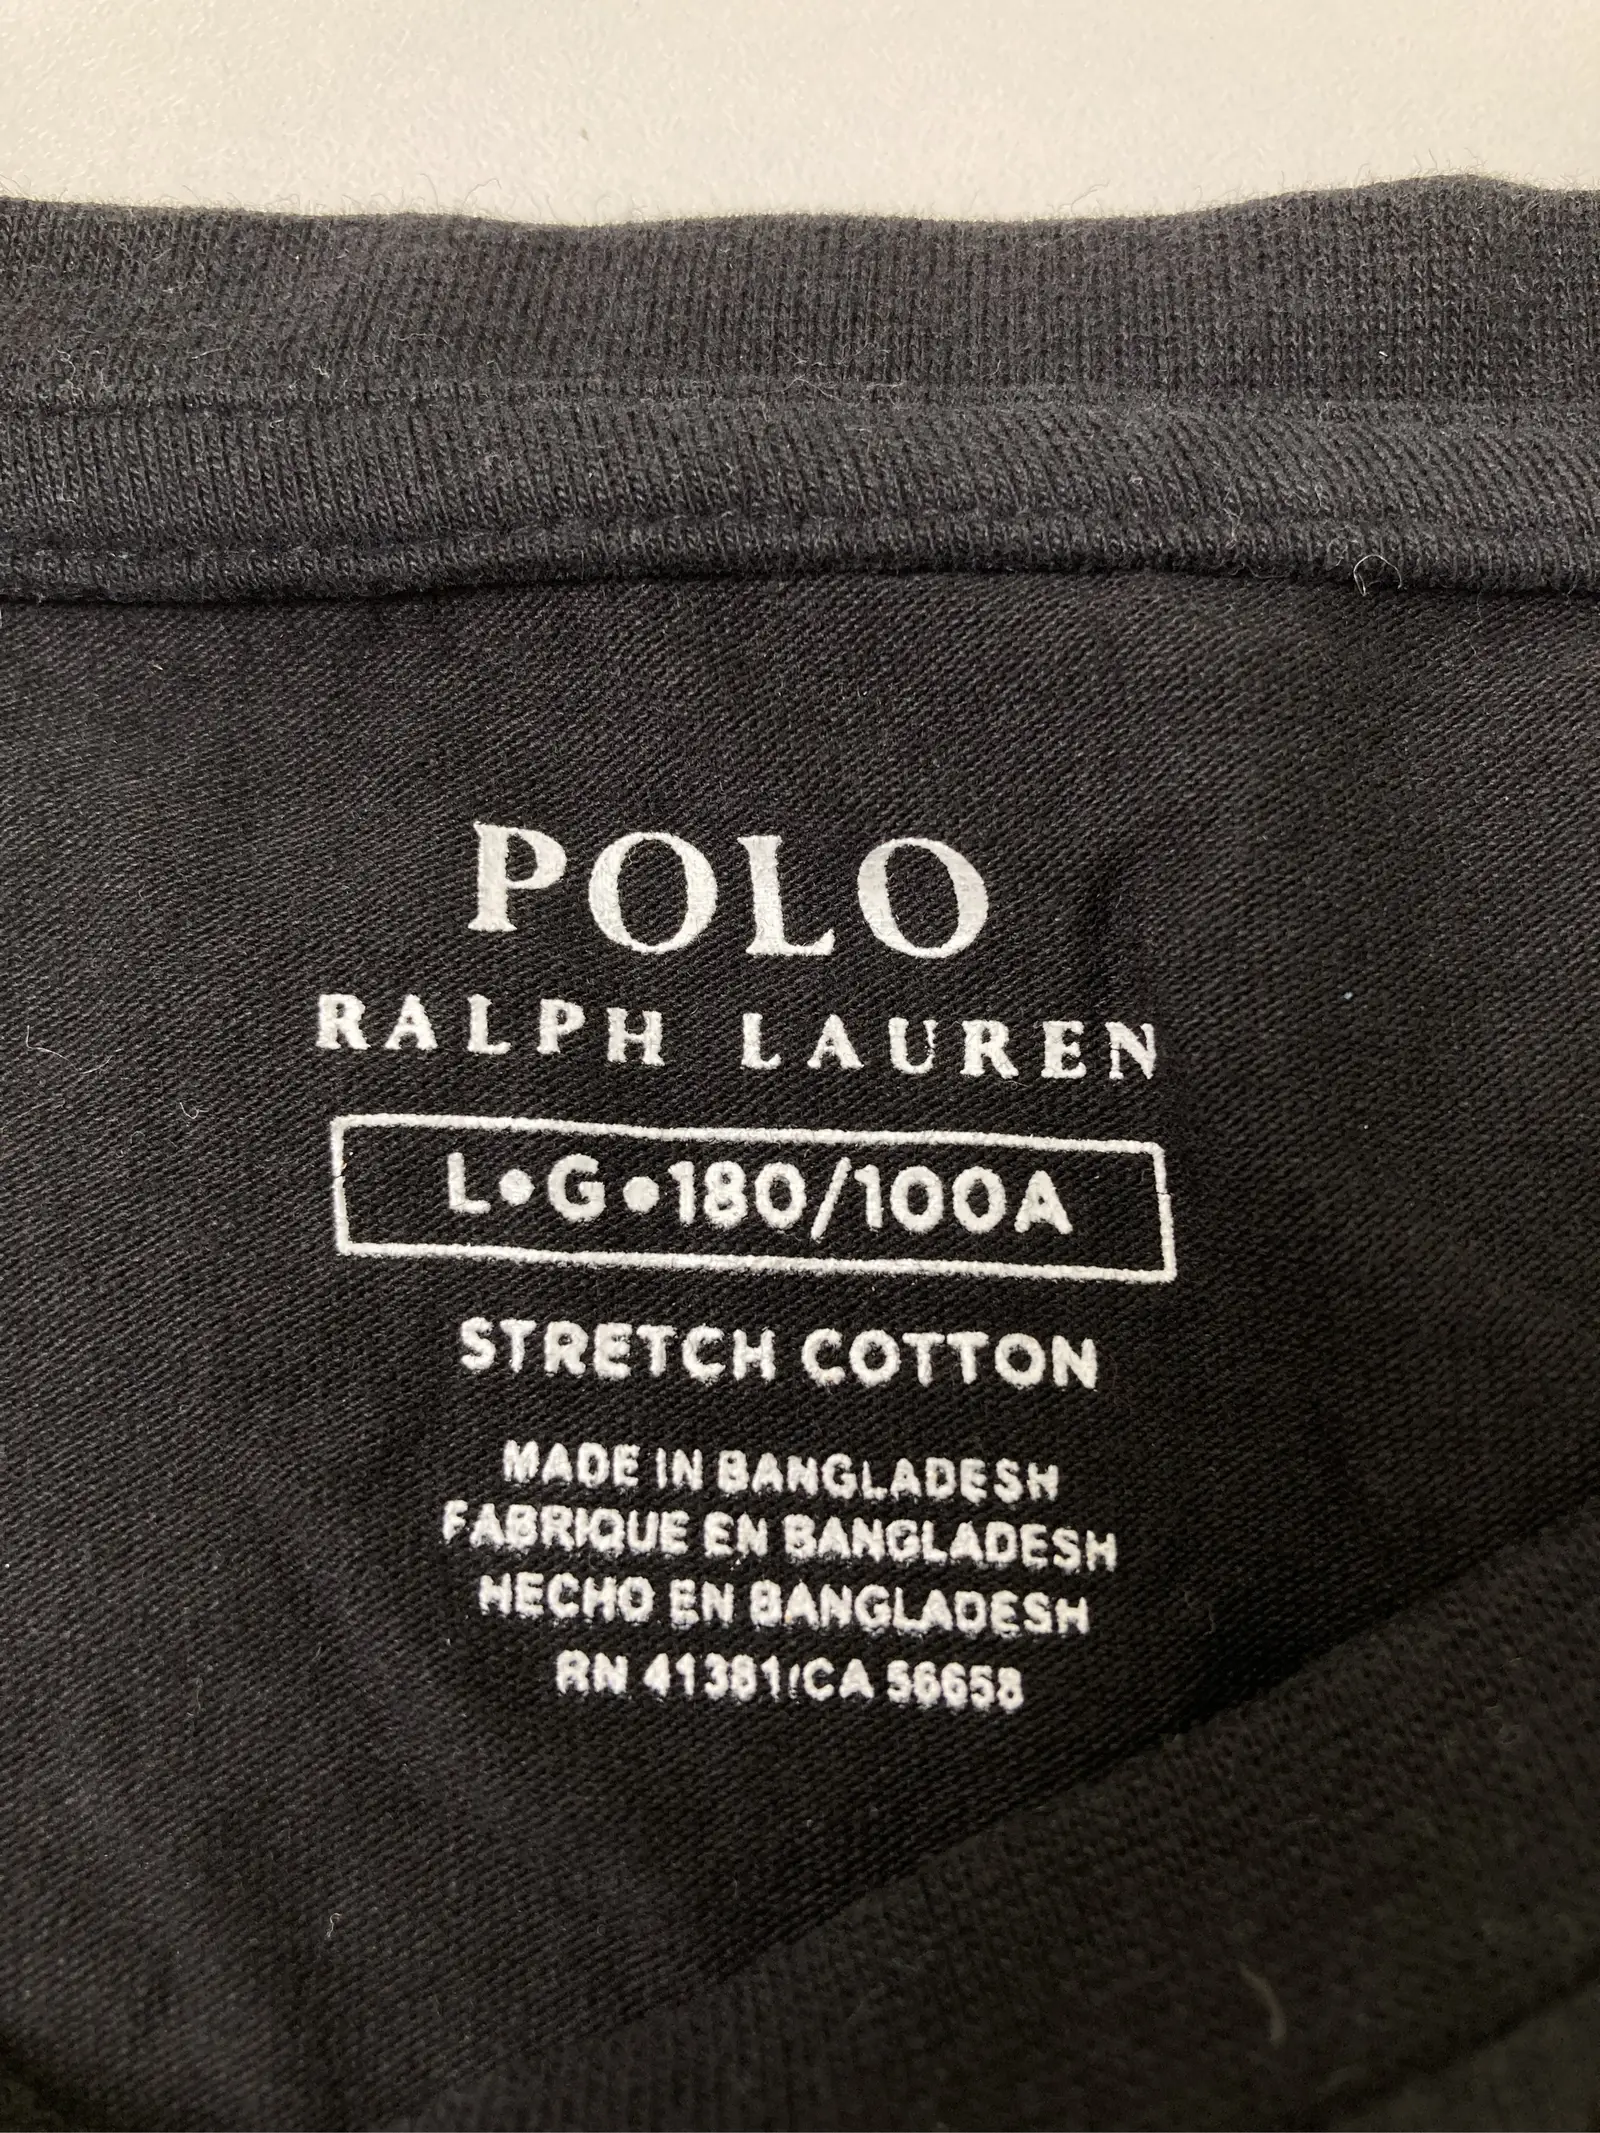 POLO
RALPH LAUREN
L•G•180/100A
STRETCH COTTON
MADE IN BANGLADESH
FABRIQUE EN BANGLADESH
HECHO EN BANGLADESH
RN 41381/CA 56658